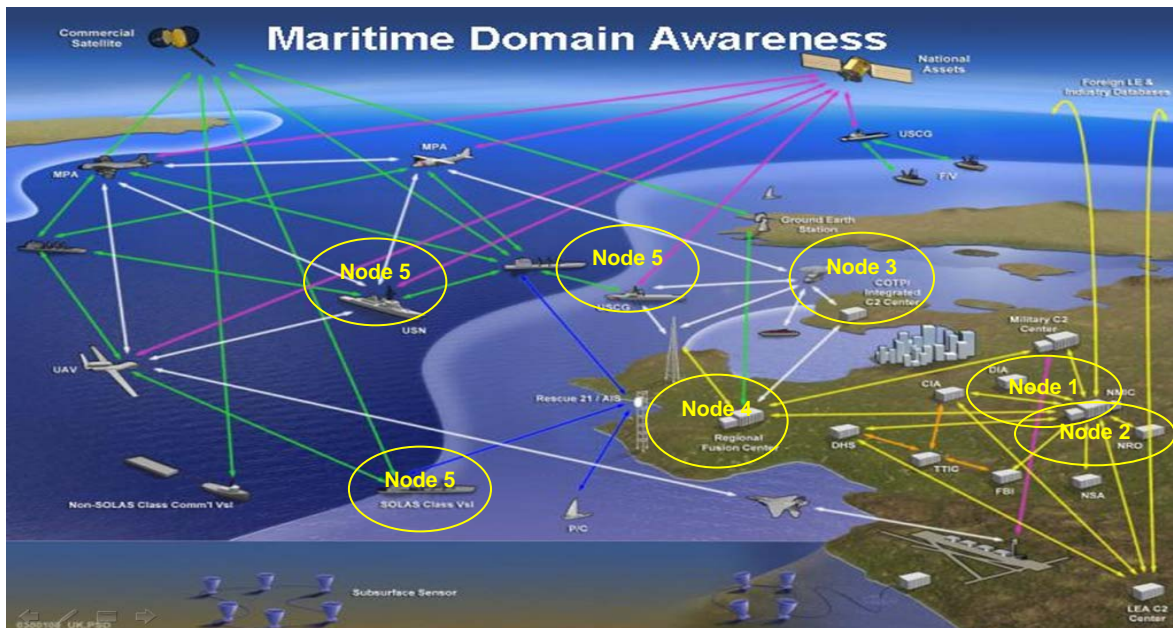 Commercial
Satellite
Maritime Domain Awareness
National
Assets
Foreign LE &
Industry Databases
USCG
MPA
MPA
F/V
Ground Earth
Station
Node 5
Node 5
Node 3
COTP/
Integrated
C2 Center
USCG
USN
Military C2
Center
UAV
DIA
CIA
Node 1
NMIC
Rescue 21 / AIS
Node 4
Regional
Fusion Center
DHS
Node 2
NRO
TTIC
FBI
NSA
Node 5
Non-SOLAS Class Comm'l Vsl
SOLAS Class Vsl
P/C
Subsurface Sensor
LEA C2
Center